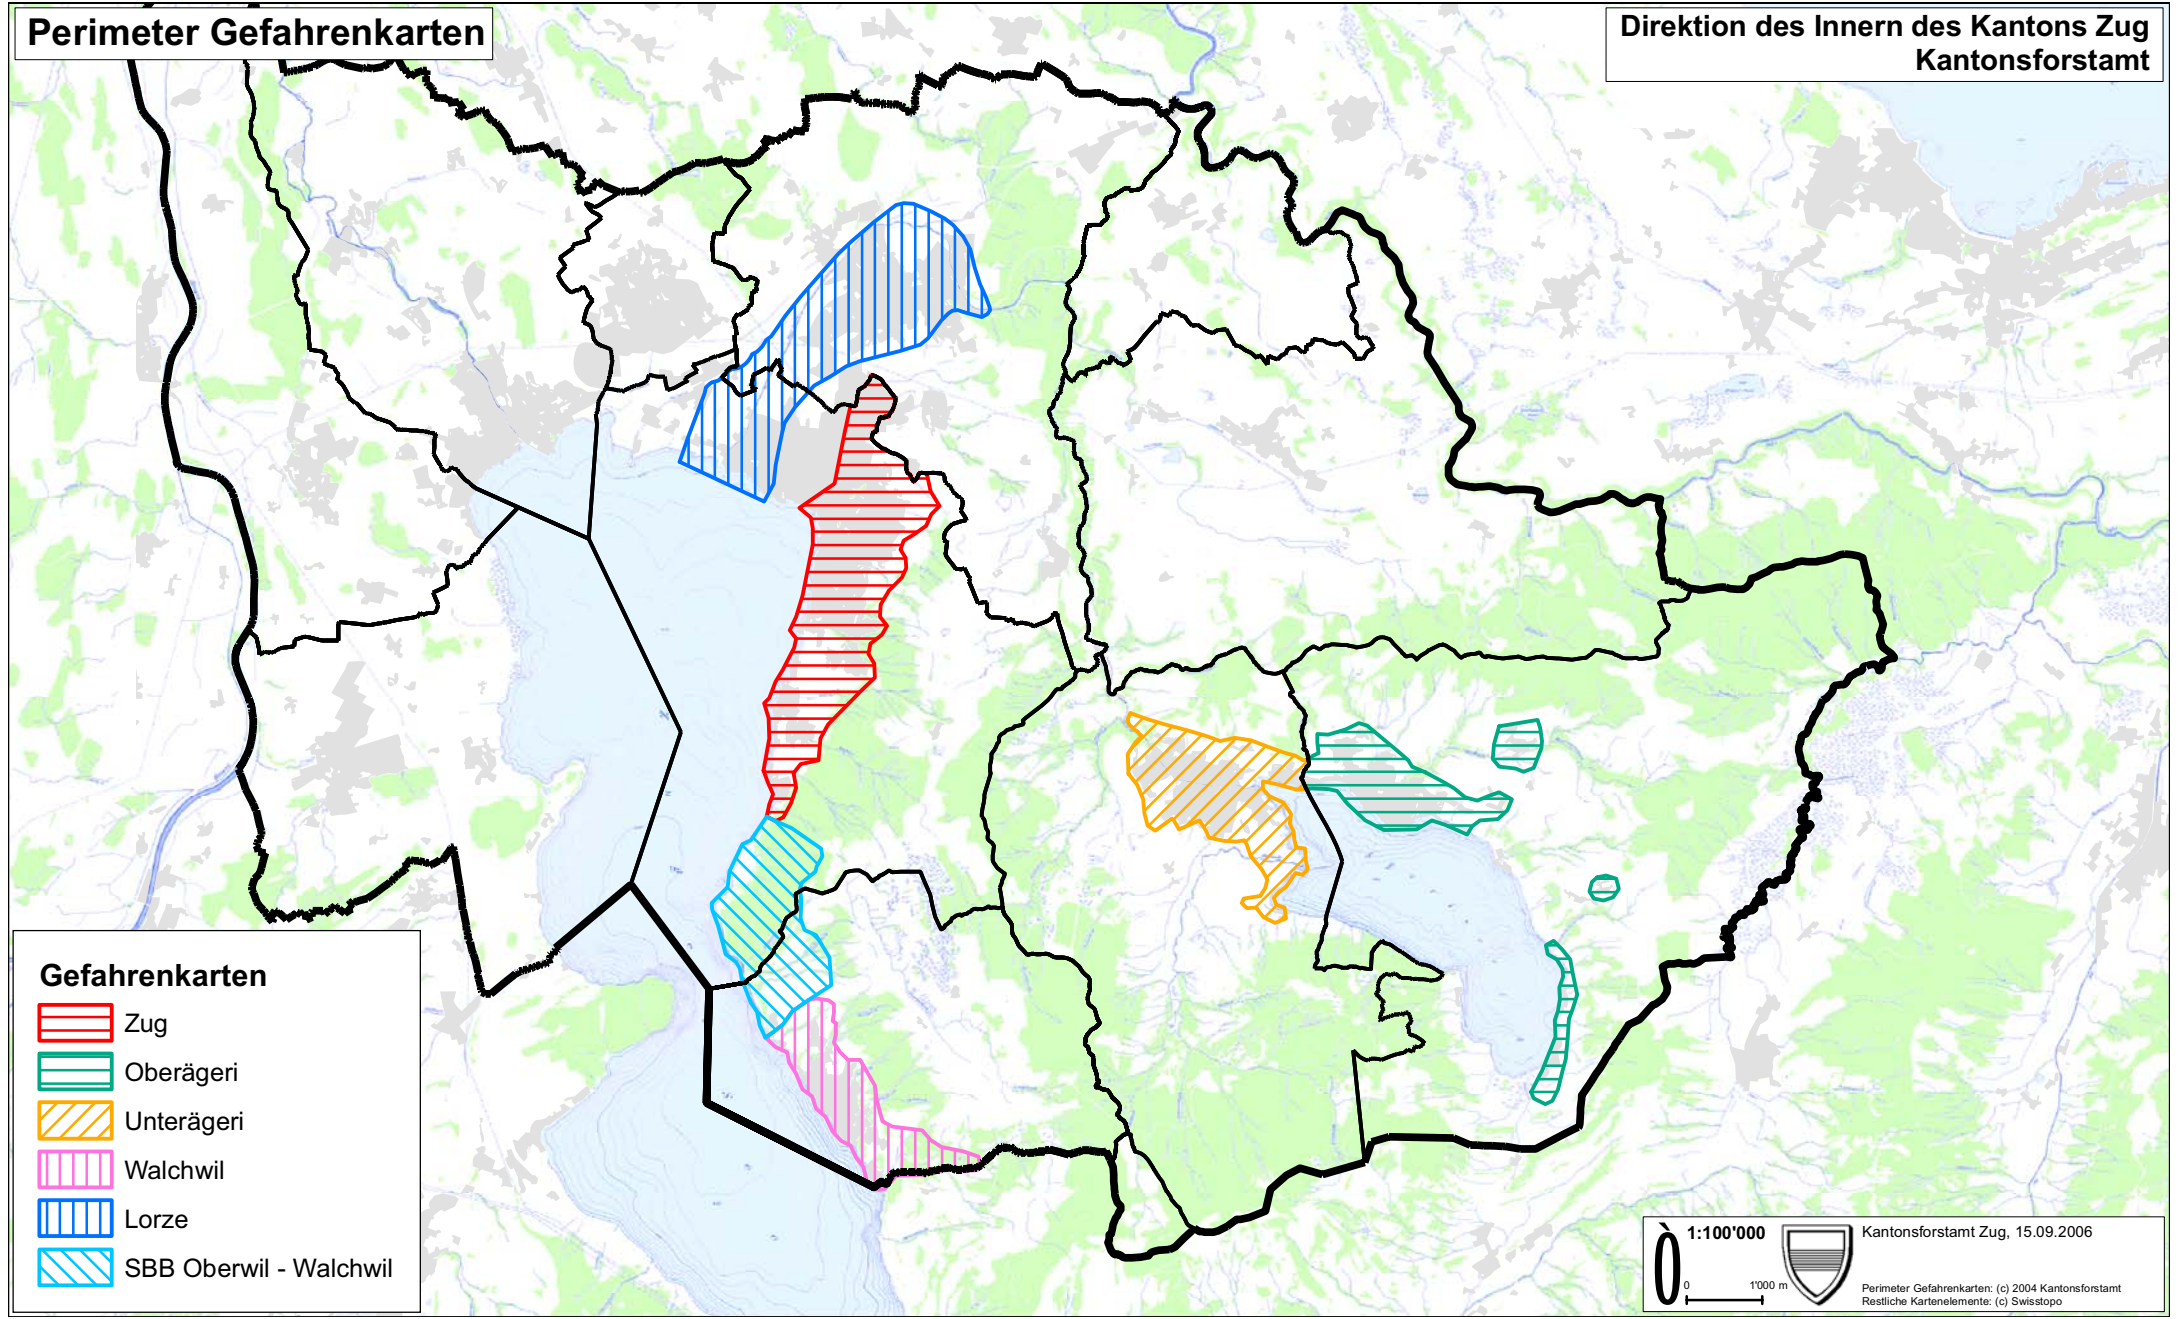 Perimeter Gefahrenkarten
Direktion des Innern des Kantons Zug
Kantonsforstamt
Gefahrenkarten
Zug
Oberägeri
Unterägeri
Walchwil
Lorze
SBB Oberwil - Walchwil
Ò
1:100'000
0
1'000 m
Kantonsforstamt Zug, 15.09.2006
Perimeter Gefahrenkarten: (c) 2004 Kantonsforstamt
Restliche Kartenelemente: (c) Swisstopo